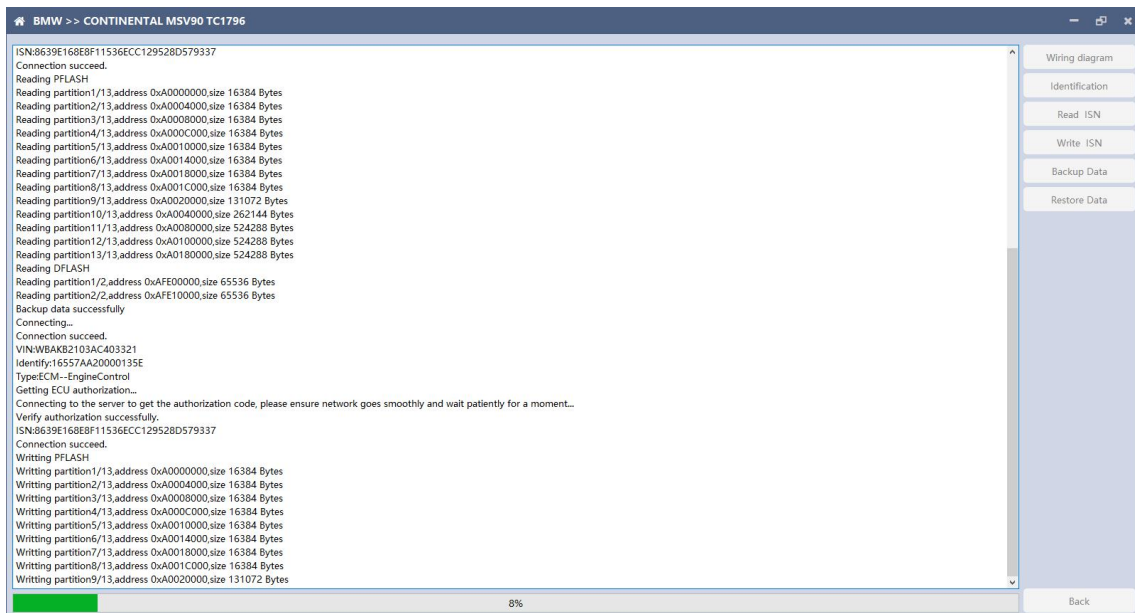 BMW >> CONTINENTAL MSV90 TC1796
ISN:8639E168E8F11536ECC129528D579337
Connection succeed.
Reading PFLASH
Reading partition1/13,address 0xA0000000,size 16384 Bytes
Reading partition2/13,address 0xA0004000,size 16384 Bytes
Reading partition3/13,address 0xA0008000,size 16384 Bytes
Reading partition4/13,address 0xA000C000,size 16384 Bytes
Reading partition5/13,address 0xA0010000,size 16384 Bytes
Reading partition6/13,address 0xA0014000,size 16384 Bytes
Reading partition7/13,address 0xA0018000,size 16384 Bytes
Reading partition8/13,address 0xA001C000,size 16384 Bytes
Reading partition9/13,address 0xA0020000,size 131072 Bytes
Reading partition10/13,address 0xA0040000,size 262144 Bytes
Reading partition11/13,address 0xA0080000,size 524288 Bytes
Reading partition12/13,address 0xA0100000,size 524288 Bytes
Reading partition13/13,address 0xA0180000,size 524288 Bytes
Reading DFLASH
Reading partition1/2,address 0xAFE00000,size 65536 Bytes
Reading partition2/2,address 0xAFE10000,size 65536 Bytes
Backup data successfully
Connecting...
Connection succeed.
VIN:WBAKB2103AC403321
Identify:16557AA20000135E
Type:ECM--EngineControl
Getting ECU authorization...
Connecting to the server to get the authorization code, please ensure network goes smoothly and wait patiently for a moment...
Verify authorization successfully.
ISN:8639E168E8F11536ECC129528D579337
Connection succeed.
Writting PFLASH
Writting partition1/13,address 0xA0000000,size 16384 Bytes
Writting partition2/13,address 0xA0004000,size 16384 Bytes
Writting partition3/13,address 0xA0008000,size 16384 Bytes
Writting partition4/13,address 0xA000C000,size 16384 Bytes
Writting partition5/13,address 0xA0010000,size 16384 Bytes
Writting partition6/13,address 0xA0014000,size 16384 Bytes
Writting partition7/13,address 0xA0018000,size 16384 Bytes
Writting partition8/13,address 0xA001C000,size 16384 Bytes
Writting partition9/13,address 0xA0020000,size 131072 Bytes
8%
Wiring diagram
Identification
Read ISN
Write ISN
Backup Data
Restore Data
Back